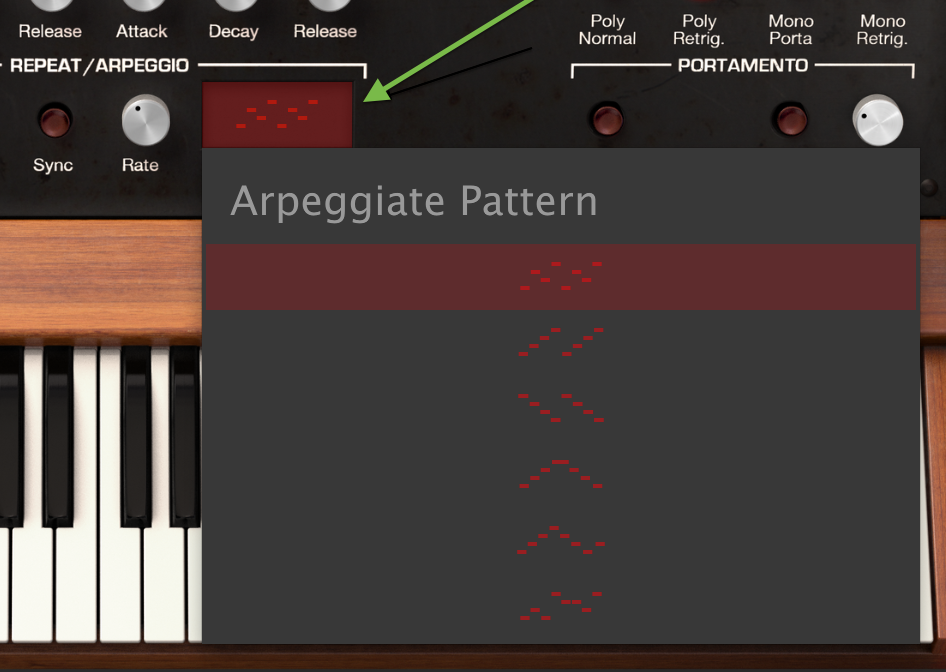 Release Attack Decay Release
Poly Normal
Poly Retrig.
Mono Porta
Mono Retrig.
REPEAT/ARPEGGIO
PORTAMENTO
Sync Rate
Arpeggiate Pattern